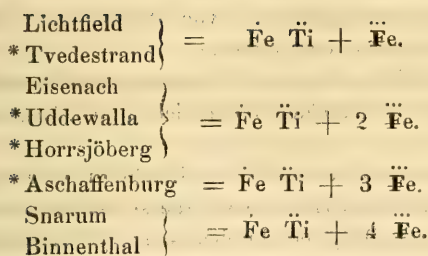 Lichtfield
* Tvedestrand } = Ḟe T̈i + F⃛e.
Eisenach
* Uddewalla } = Ḟe T̈i + 2 F⃛e.
* Horrsjöberg
* Aschaffenburg = Ḟe T̈i + 3 F⃛e.
Snarum
Binnenthal } = Ḟe T̈i + 4 F⃛e.